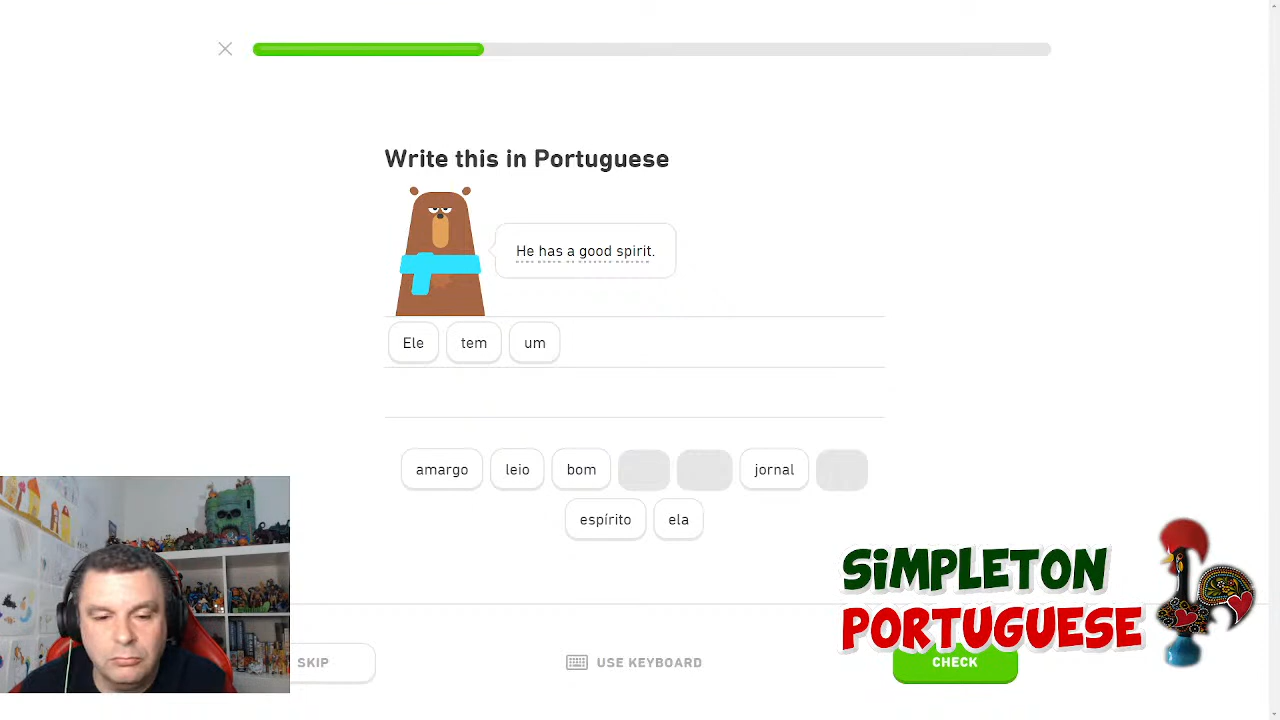 Write this in Portuguese
He has a good spirit.
Ele tem um
amargo leio bom jornal
espírito ela
SiMPLETON
PORTUGUESE
SKIP
USE KEYBOARD
CHECK